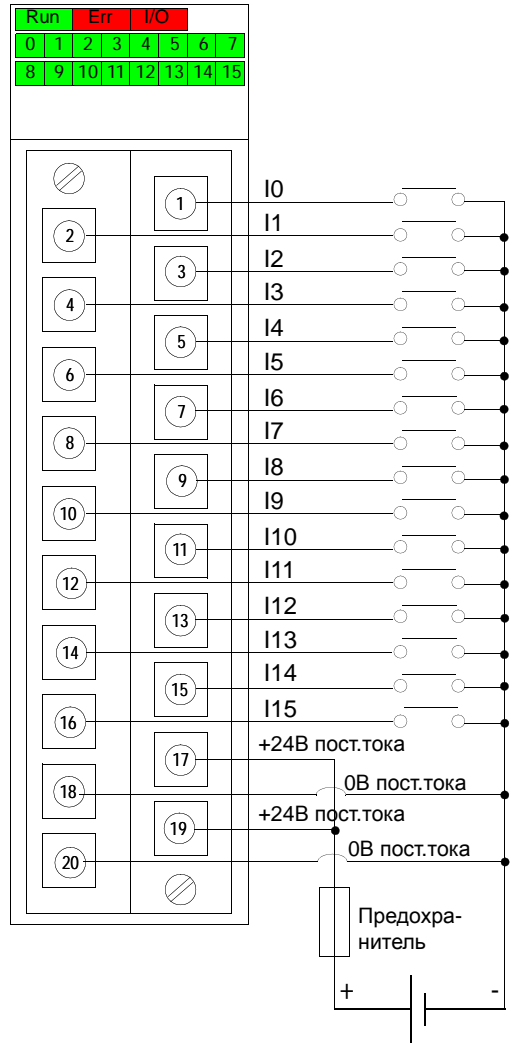 Run Err I/O
0 1 2 3 4 5 6 7
8 9 10 11 12 13 14 15
1 I0
2 I1
3 I2
4 I3
5 I4
6 I5
7 I6
8 I7
9 I8
10 I9
11 I10
12 I11
13 I12
14 I13
15 I14
16 I15
17 +24В пост.тока
18 0В пост.тока
19 +24В пост.тока
20 0В пост.тока
Предохра-
нитель
+ -